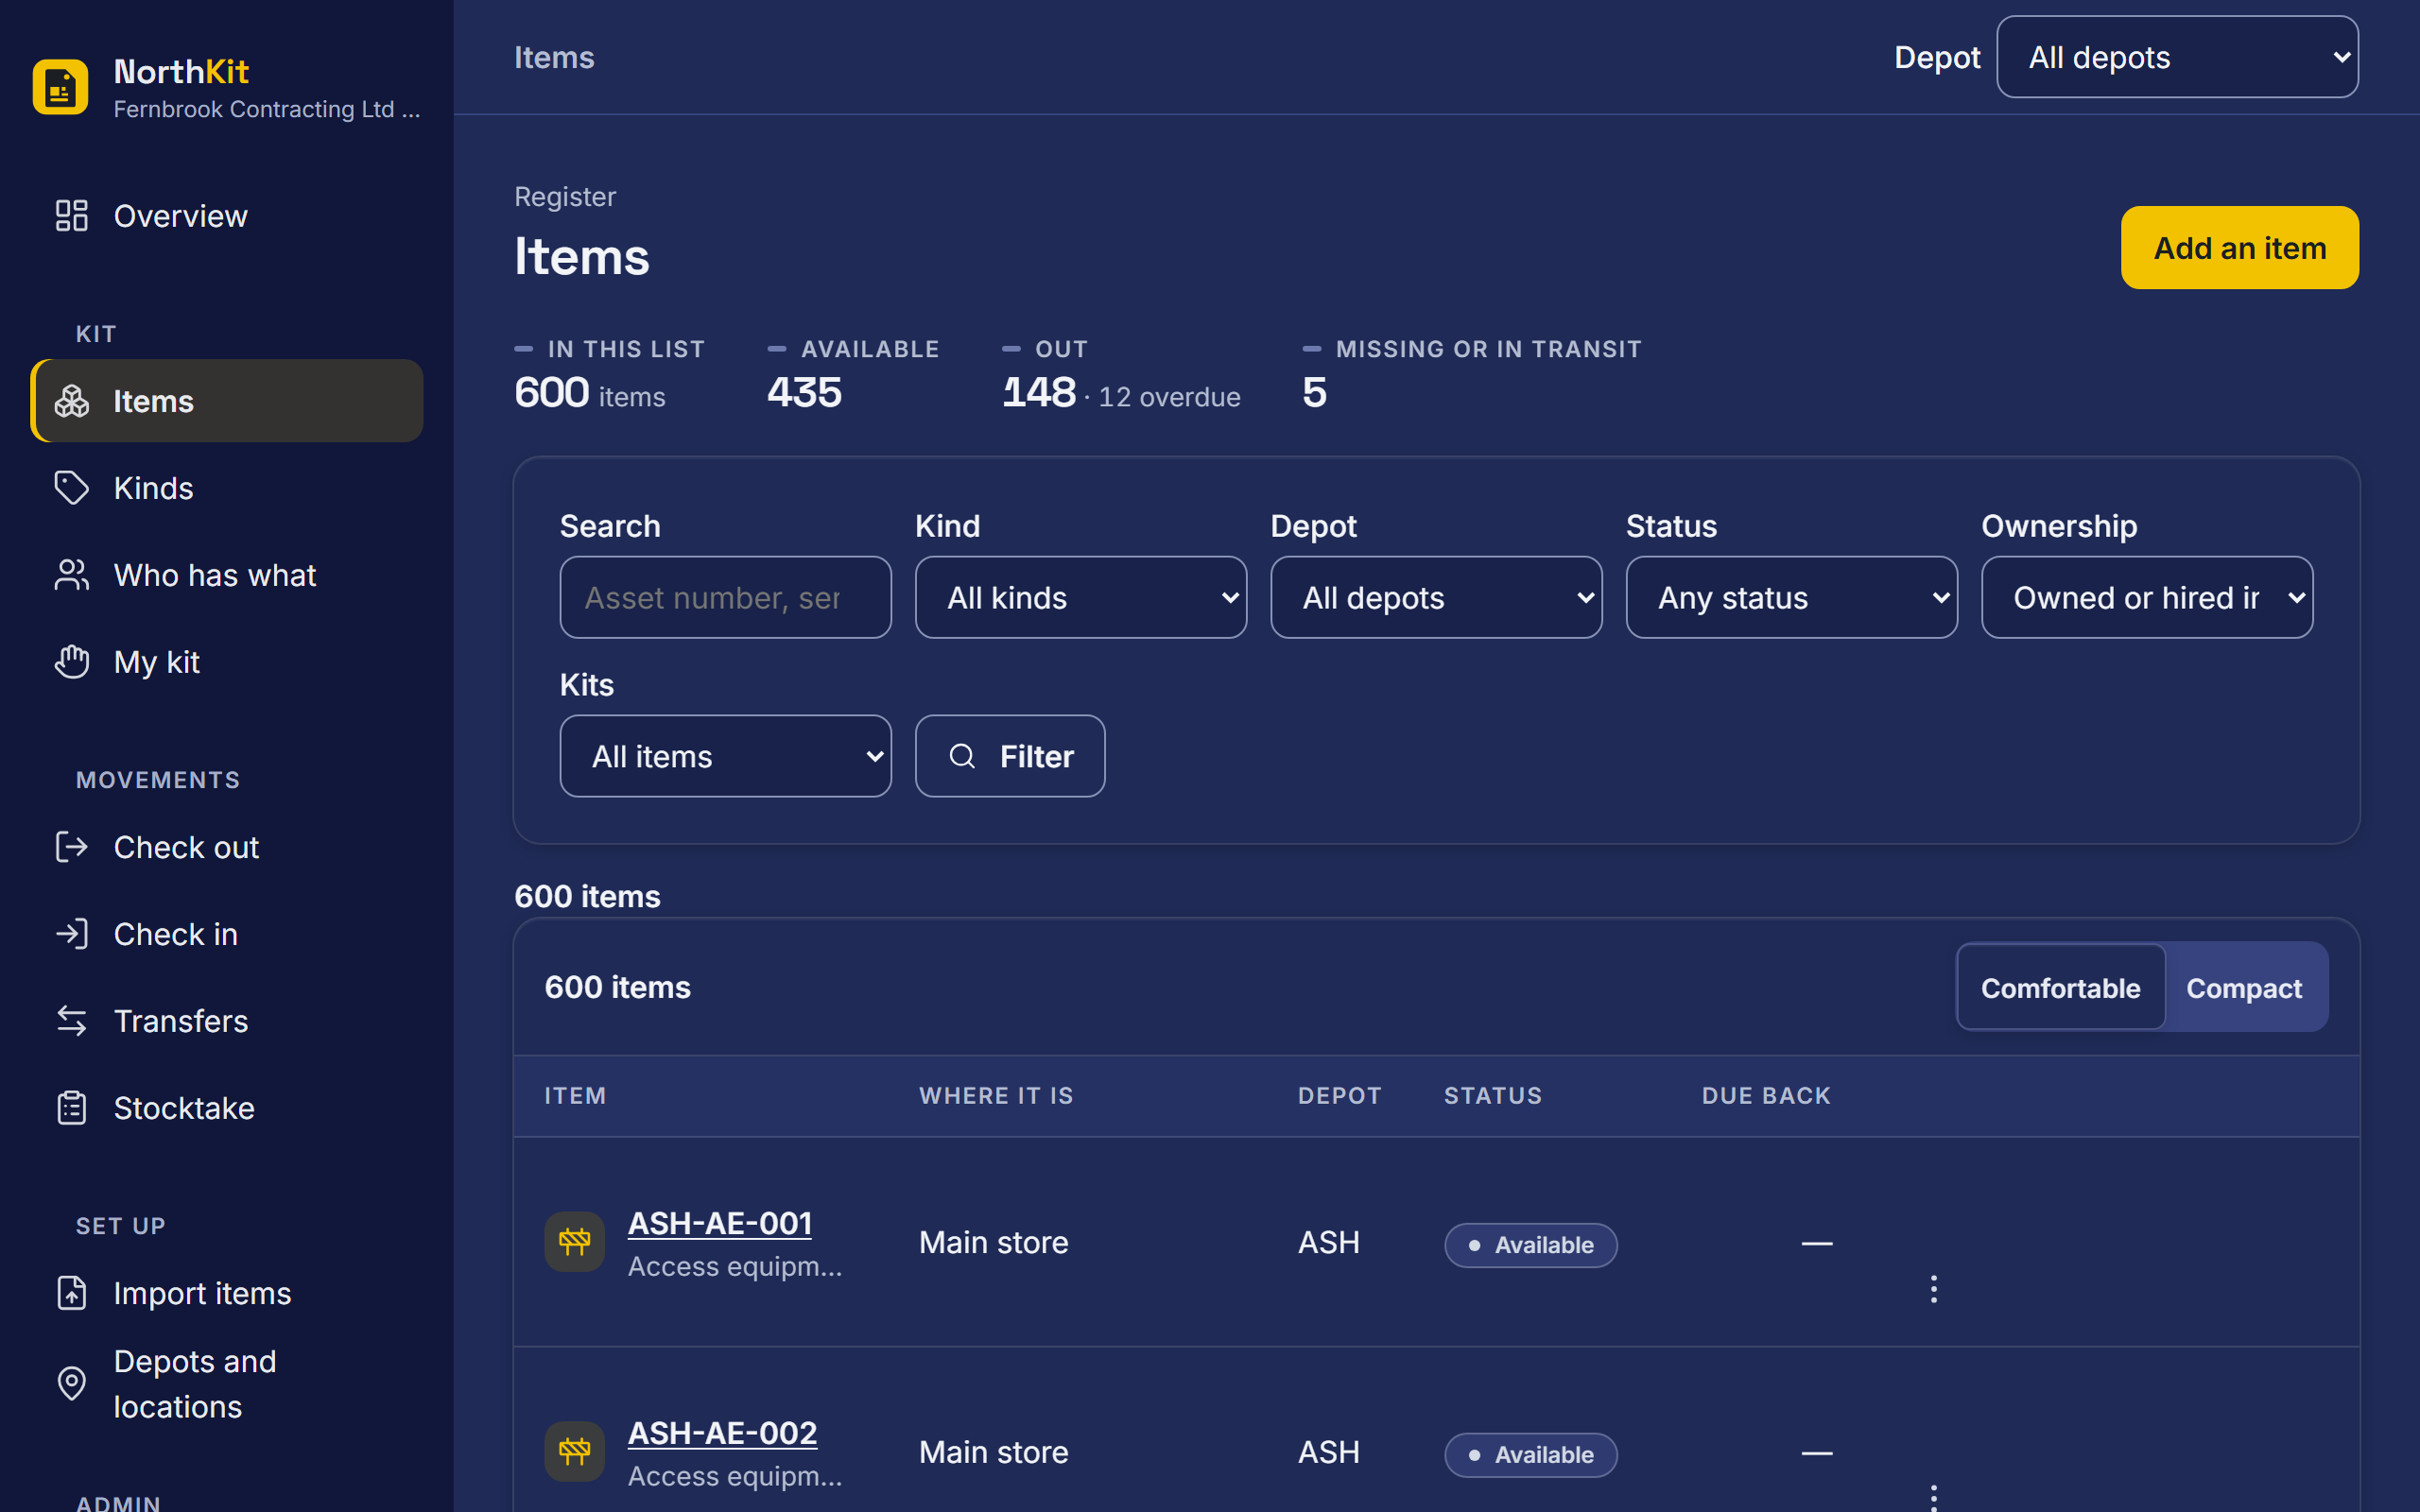 NorthKit
Fernbrook Contracting Ltd ...
Overview
KIT
Items
Kinds
Who has what
My kit
MOVEMENTS
Check out
Check in
Transfers
Stocktake
SET UP
Import items
Depots and
locations
ADMIN
Items
Depot
All depots
Register
Items
Add an item
IN THIS LIST
600 items
AVAILABLE
435
OUT
148 · 12 overdue
MISSING OR IN TRANSIT
5
Search
Asset number, ser
Kind
All kinds
Depot
All depots
Status
Any status
Ownership
Owned or hired ir
Kits
All items
Filter
600 items
600 items
Comfortable
Compact
ITEM WHERE IT IS DEPOT STATUS DUE BACK
ASH-AE-001
Access equipm...
Main store
ASH
Available
—
ASH-AE-002
Access equipm...
Main store
ASH
Available
—